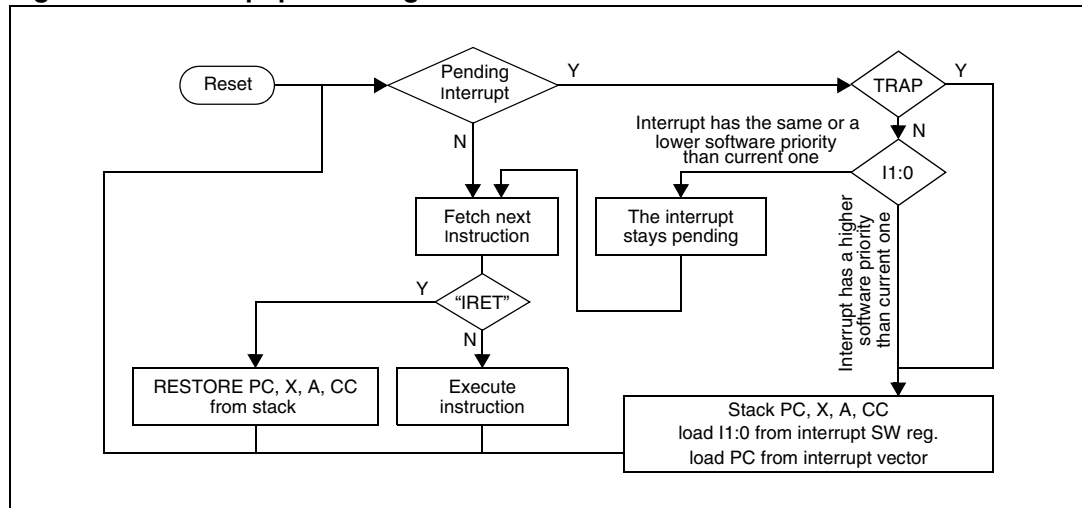 Reset
Pending
Interrupt
Y
TRAP
Y
N
Interrupt has the same or a
lower software priority
than current one
N
I1:0
Fetch next
Instruction
The interrupt
stays pending
Interrupt has a higher
software priority
than current one
Y
“IRET”
N
RESTORE PC, X, A, CC
from stack
Execute
instruction
Stack PC, X, A, CC
load I1:0 from interrupt SW reg.
load PC from interrupt vector